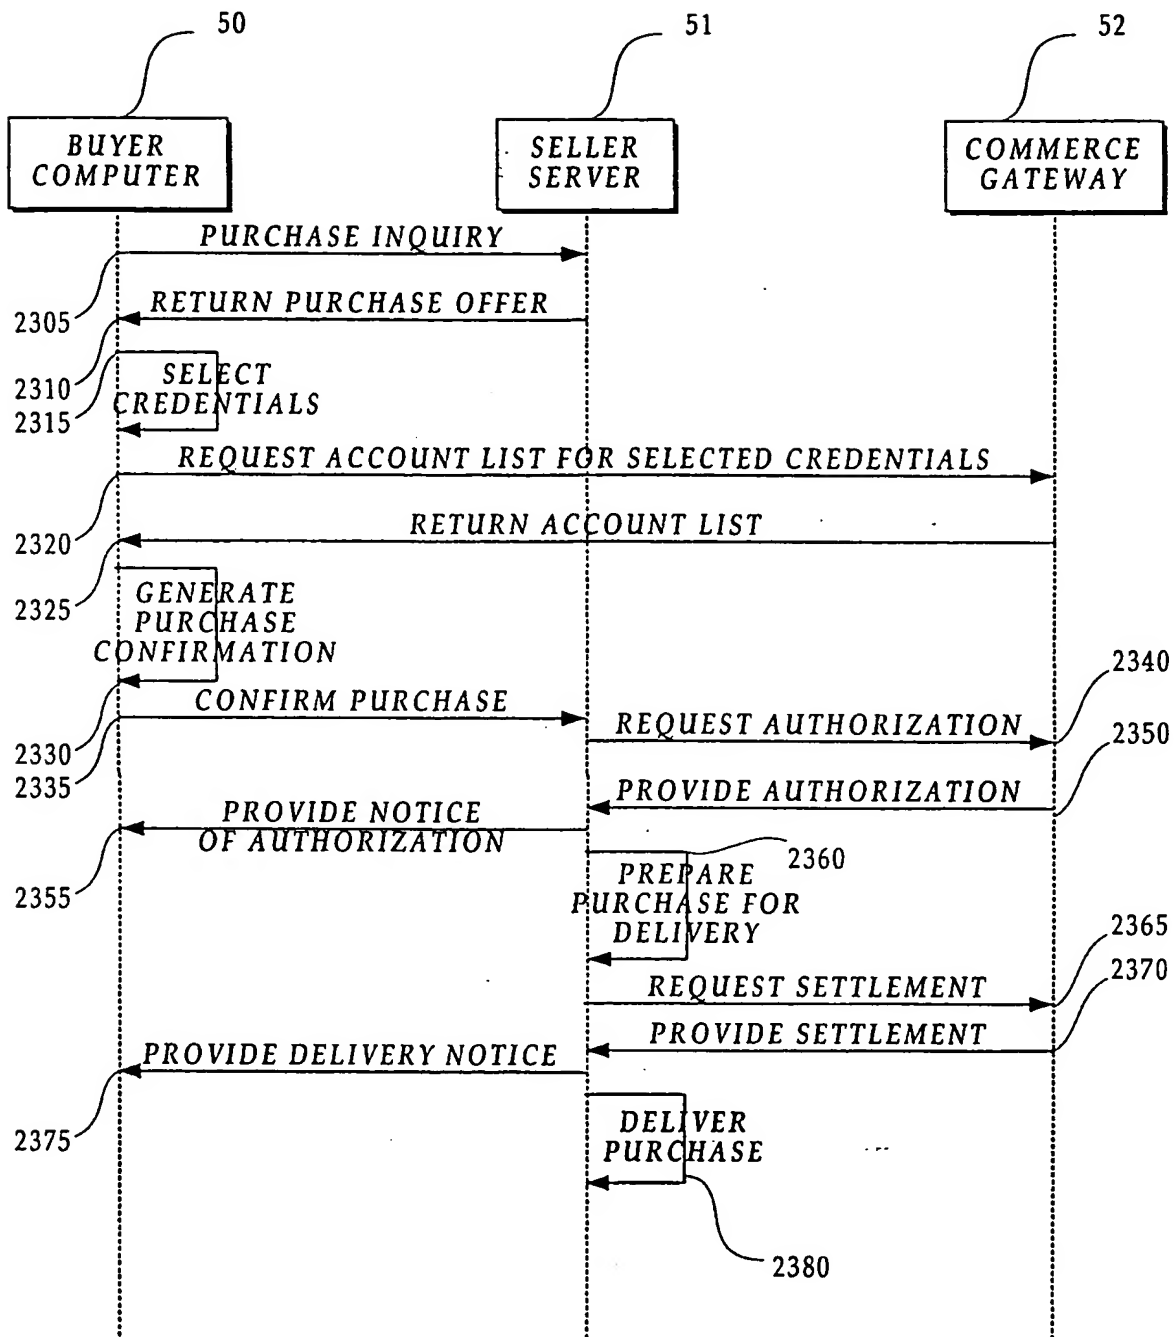 50
51
52
BUYER
COMPUTER
SELLER
SERVER
COMMERCE
GATEWAY
PURCHASE INQUIRY
2305
RETURN PURCHASE OFFER
2310
SELECT
CREDENTIALS
2315
REQUEST ACCOUNT LIST FOR SELECTED CREDENTIALS
2320
RETURN ACCOUNT LIST
2325
GENERATE
PURCHASE
CONFIRMATION
2330
CONFIRM PURCHASE
2335
REQUEST AUTHORIZATION
2340
PROVIDE AUTHORIZATION
2350
PROVIDE NOTICE
OF AUTHORIZATION
2355
2360
PREPARE
PURCHASE FOR
DELIVERY
REQUEST SETTLEMENT
2365
PROVIDE SETTLEMENT
2370
PROVIDE DELIVERY NOTICE
2375
DELIVER
PURCHASE
2380